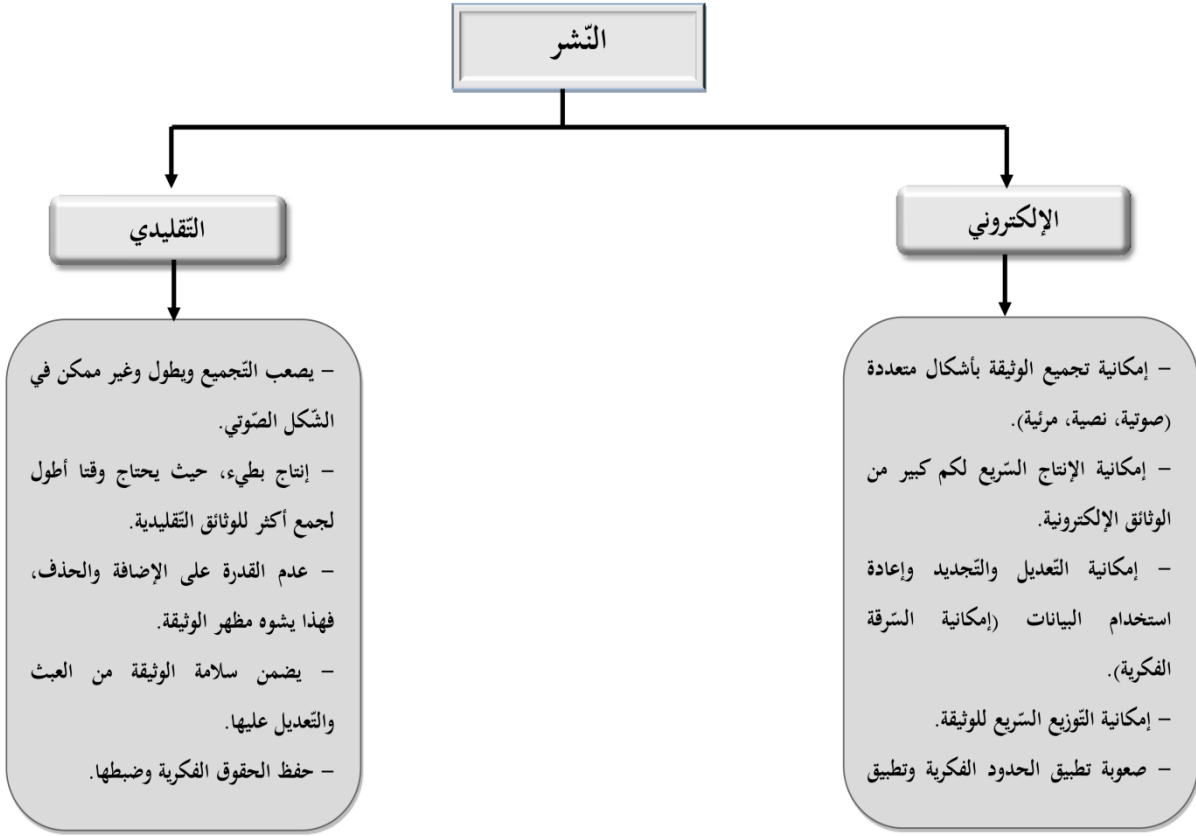 النّشر
الإلكتروني
– إمكانية تجميع الوثيقة بأشكال متعددة
(صوتية، نصية، مرئية).
– إمكانية الإنتاج السّريع لكم كبير من
الوثائق الإلكترونية.
– إمكانية التّعديل والتّجديد وإعادة
استخدام البيانات (إمكانية السّرقة
الفكرية).
– إمكانية التّوزيع السّريع للوثيقة.
– صعوبة تطبيق الحدود الفكرية وتطبيق
التّقليدي
– يصعب التّجميع ويطول وغير ممكن في
الشّكل الصّوتي.
– إنتاج بطيء، حيث يحتاج وقتا أطول
لجمع أكثر للوثائق التّقليدية.
– عدم القدرة على الإضافة والحذف،
فهذا يشوه مظهر الوثيقة.
– يضمن سلامة الوثيقة من العبث
والتّعديل عليها.
– حفظ الحقوق الفكرية وضبطها.